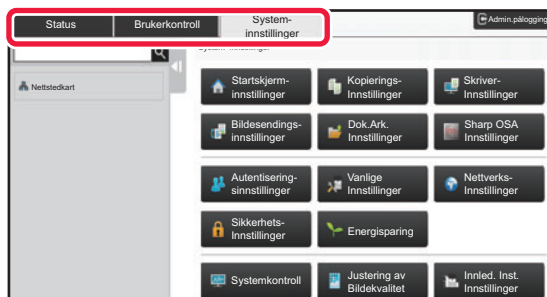 Status
Brukerkontroll
System-
innstillinger
Admin.pålogging
Nettstedkart
Startskjerm-
innstillinger
Kopierings-
Innstillinger
Skriver-
Innstillinger
Bildesendings-
innstillinger
Dok.Ark.
Innstillinger
Sharp OSA
Innstillinger
Autentisering-
sinnstillinger
Vanlige
Innstillinger
Nettverks-
Innstillinger
Sikkerhets-
Innstillinger
Energisparing
Systemkontroll
Justering av
Bildekvalitet
Innled. Inst.
Innstillinger